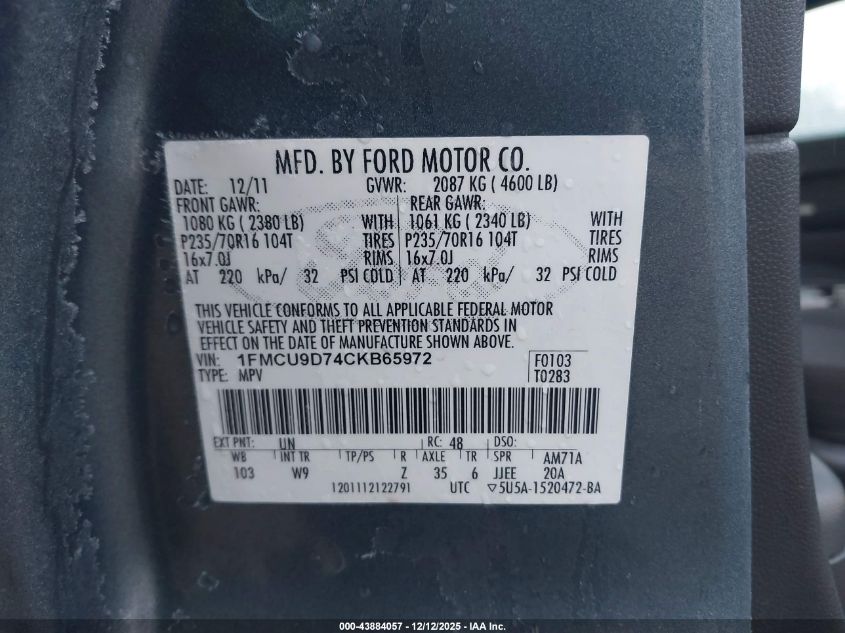 MFD. BY FORD MOTOR CO.
DATE: 12/11 GVWR: 2087 KG ( 4600 LB)
FRONT GAWR: REAR GAWR:
1080 KG ( 2380 LB) WITH 1061 KG ( 2340 LB) WITH
P235/70R16 104T TIRES P235/70R16 104T TIRES
16x7.0J RIMS 16x7.0J RIMS
AT 220 kPa/ 32 PSI COLD AT 220 kPa/ 32 PSI COLD
THIS VEHICLE CONFORMS TO ALL APPLICABLE FEDERAL MOTOR
VEHICLE SAFETY AND THEFT PREVENTION STANDARDS IN
EFFECT ON THE DATE OF MANUFACTURE SHOWN ABOVE.
VIN: 1FMCU9D74CKB65972 F0103
TYPE: MPV T0283
EXT PNT: UN RC: 48 DSO:
WB INT TR TP/PS R AXLE TR SPR AM71A
103 W9 Z 35 6 JJEE 20A
1201112122791 UTC ▽5U5A-1520472-BA
000-43884057 - 12/12/2025 - IAA Inc.